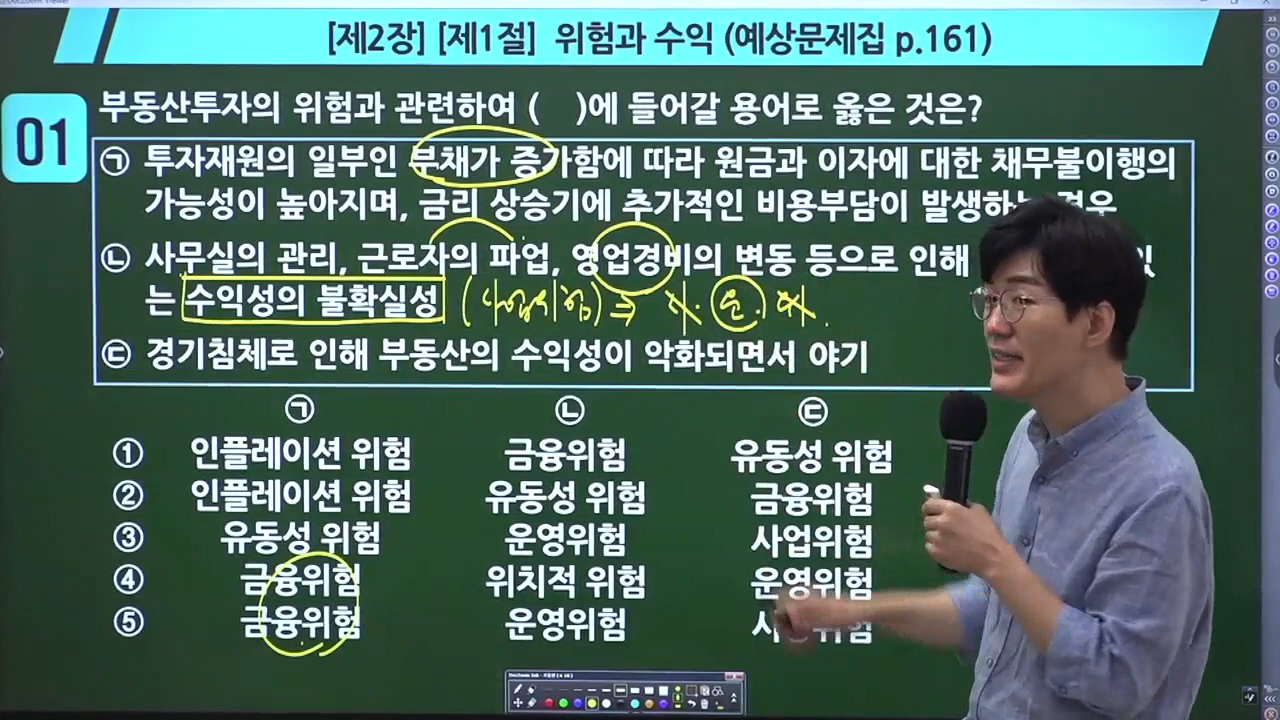 [제2장] [제1절] 위험과 수익 (예상문제집 p.161)
01 부동산투자의 위험과 관련하여 ( )에 들어갈 용어로 옳은 것은?
㉠ 투자재원의 일부인 부채가 증가함에 따라 원금과 이자에 대한 채무불이행의
가능성이 높아지며, 금리 상승기에 추가적인 비용부담이 발생하는 경우
㉡ 사무실의 관리, 근로자의 파업, 영업경비의 변동 등으로 인해 있
는 수익성의 불확실성 (사업위험) ⇒ 시. 운. 위.
㉢ 경기침체로 인해 부동산의 수익성이 악화되면서 야기
㉠ ㉡ ㉢
① 인플레이션 위험 금융위험 유동성 위험
② 인플레이션 위험 유동성 위험 금융위험
③ 유동성 위험 운영위험 사업위험
④ 금융위험 위치적 위험 운영위험
⑤ 금융위험 운영위험